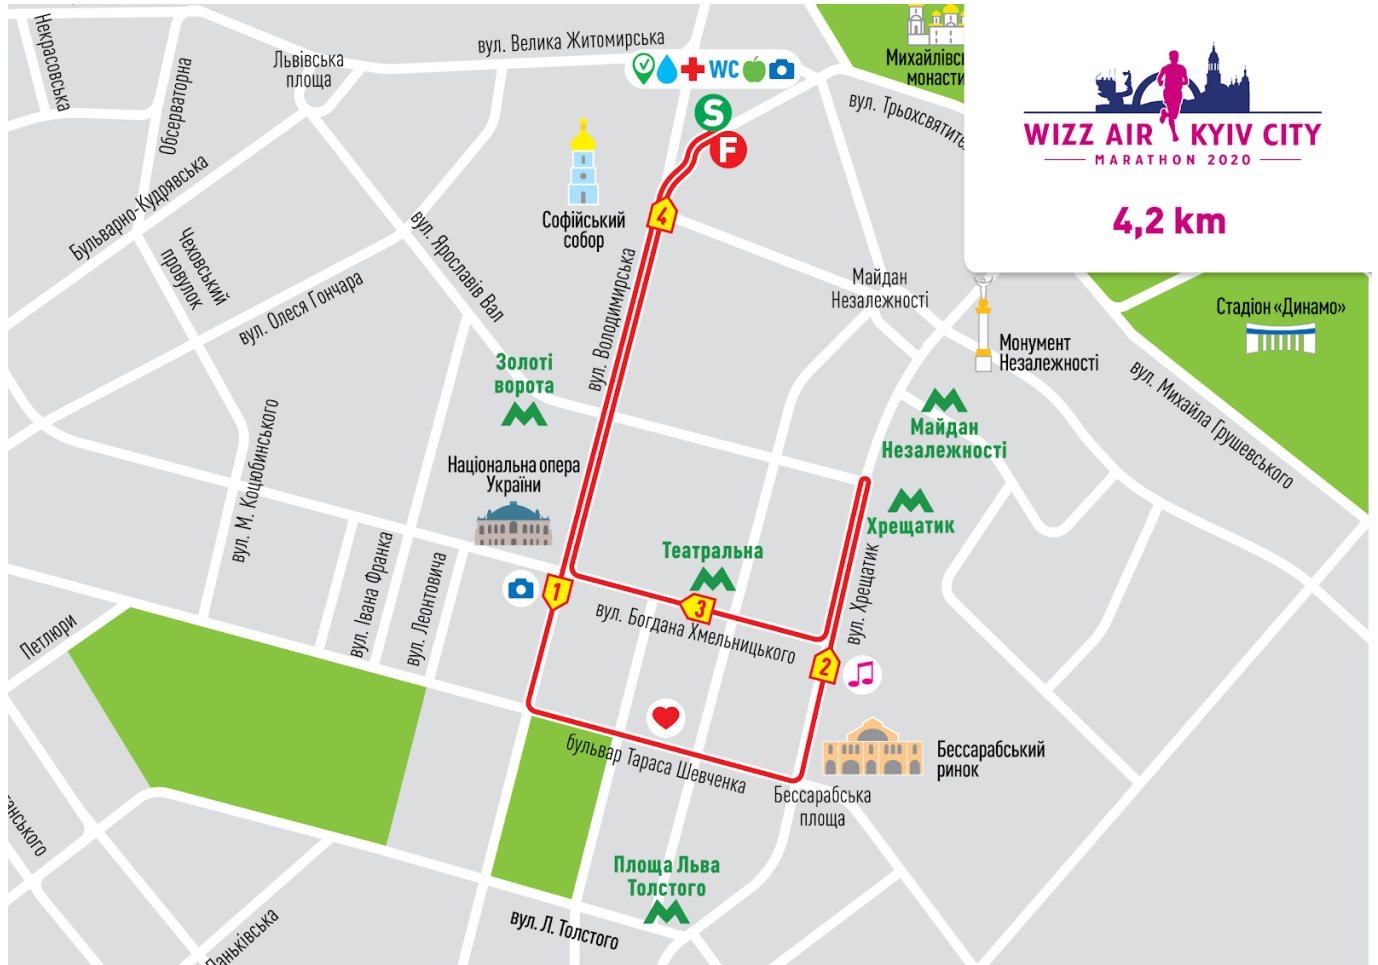 Некрасовська
Обсерваторна
Львівська
площа
вул. Велика Житомирська
WC
S
F
Михайлівс
монасти
вул. Трьохсвятите
WIZZ AIR KYIV CITY
MARATHON 2020
4,2 km
Бульварно-Кудрявська
Чеховський
провулок
вул. Олеся Гончара
вул. Ярославів Вал
Софійський
собор
4
вул. Володимирська
Майдан
Незалежності
Монумент
Незалежності
Стадіон «Динамо»
вул. Михайла Грушевського
Золоті
ворота
Майдан
Незалежності
Хрещатик
вул. М. Коцюбинського
Національна опера
України
Театральна
вул. Івана Франка
вул. Леонтовича
1
3
вул. Богдана Хмельницького
вул. Хрещатик
2
Петлюри
бульвар Тараса Шевченка
Бессарабський
ринок
Бессарабська
площа
анського
Площа Льва
Толстого
вул. Л. Толстого
Паньківська